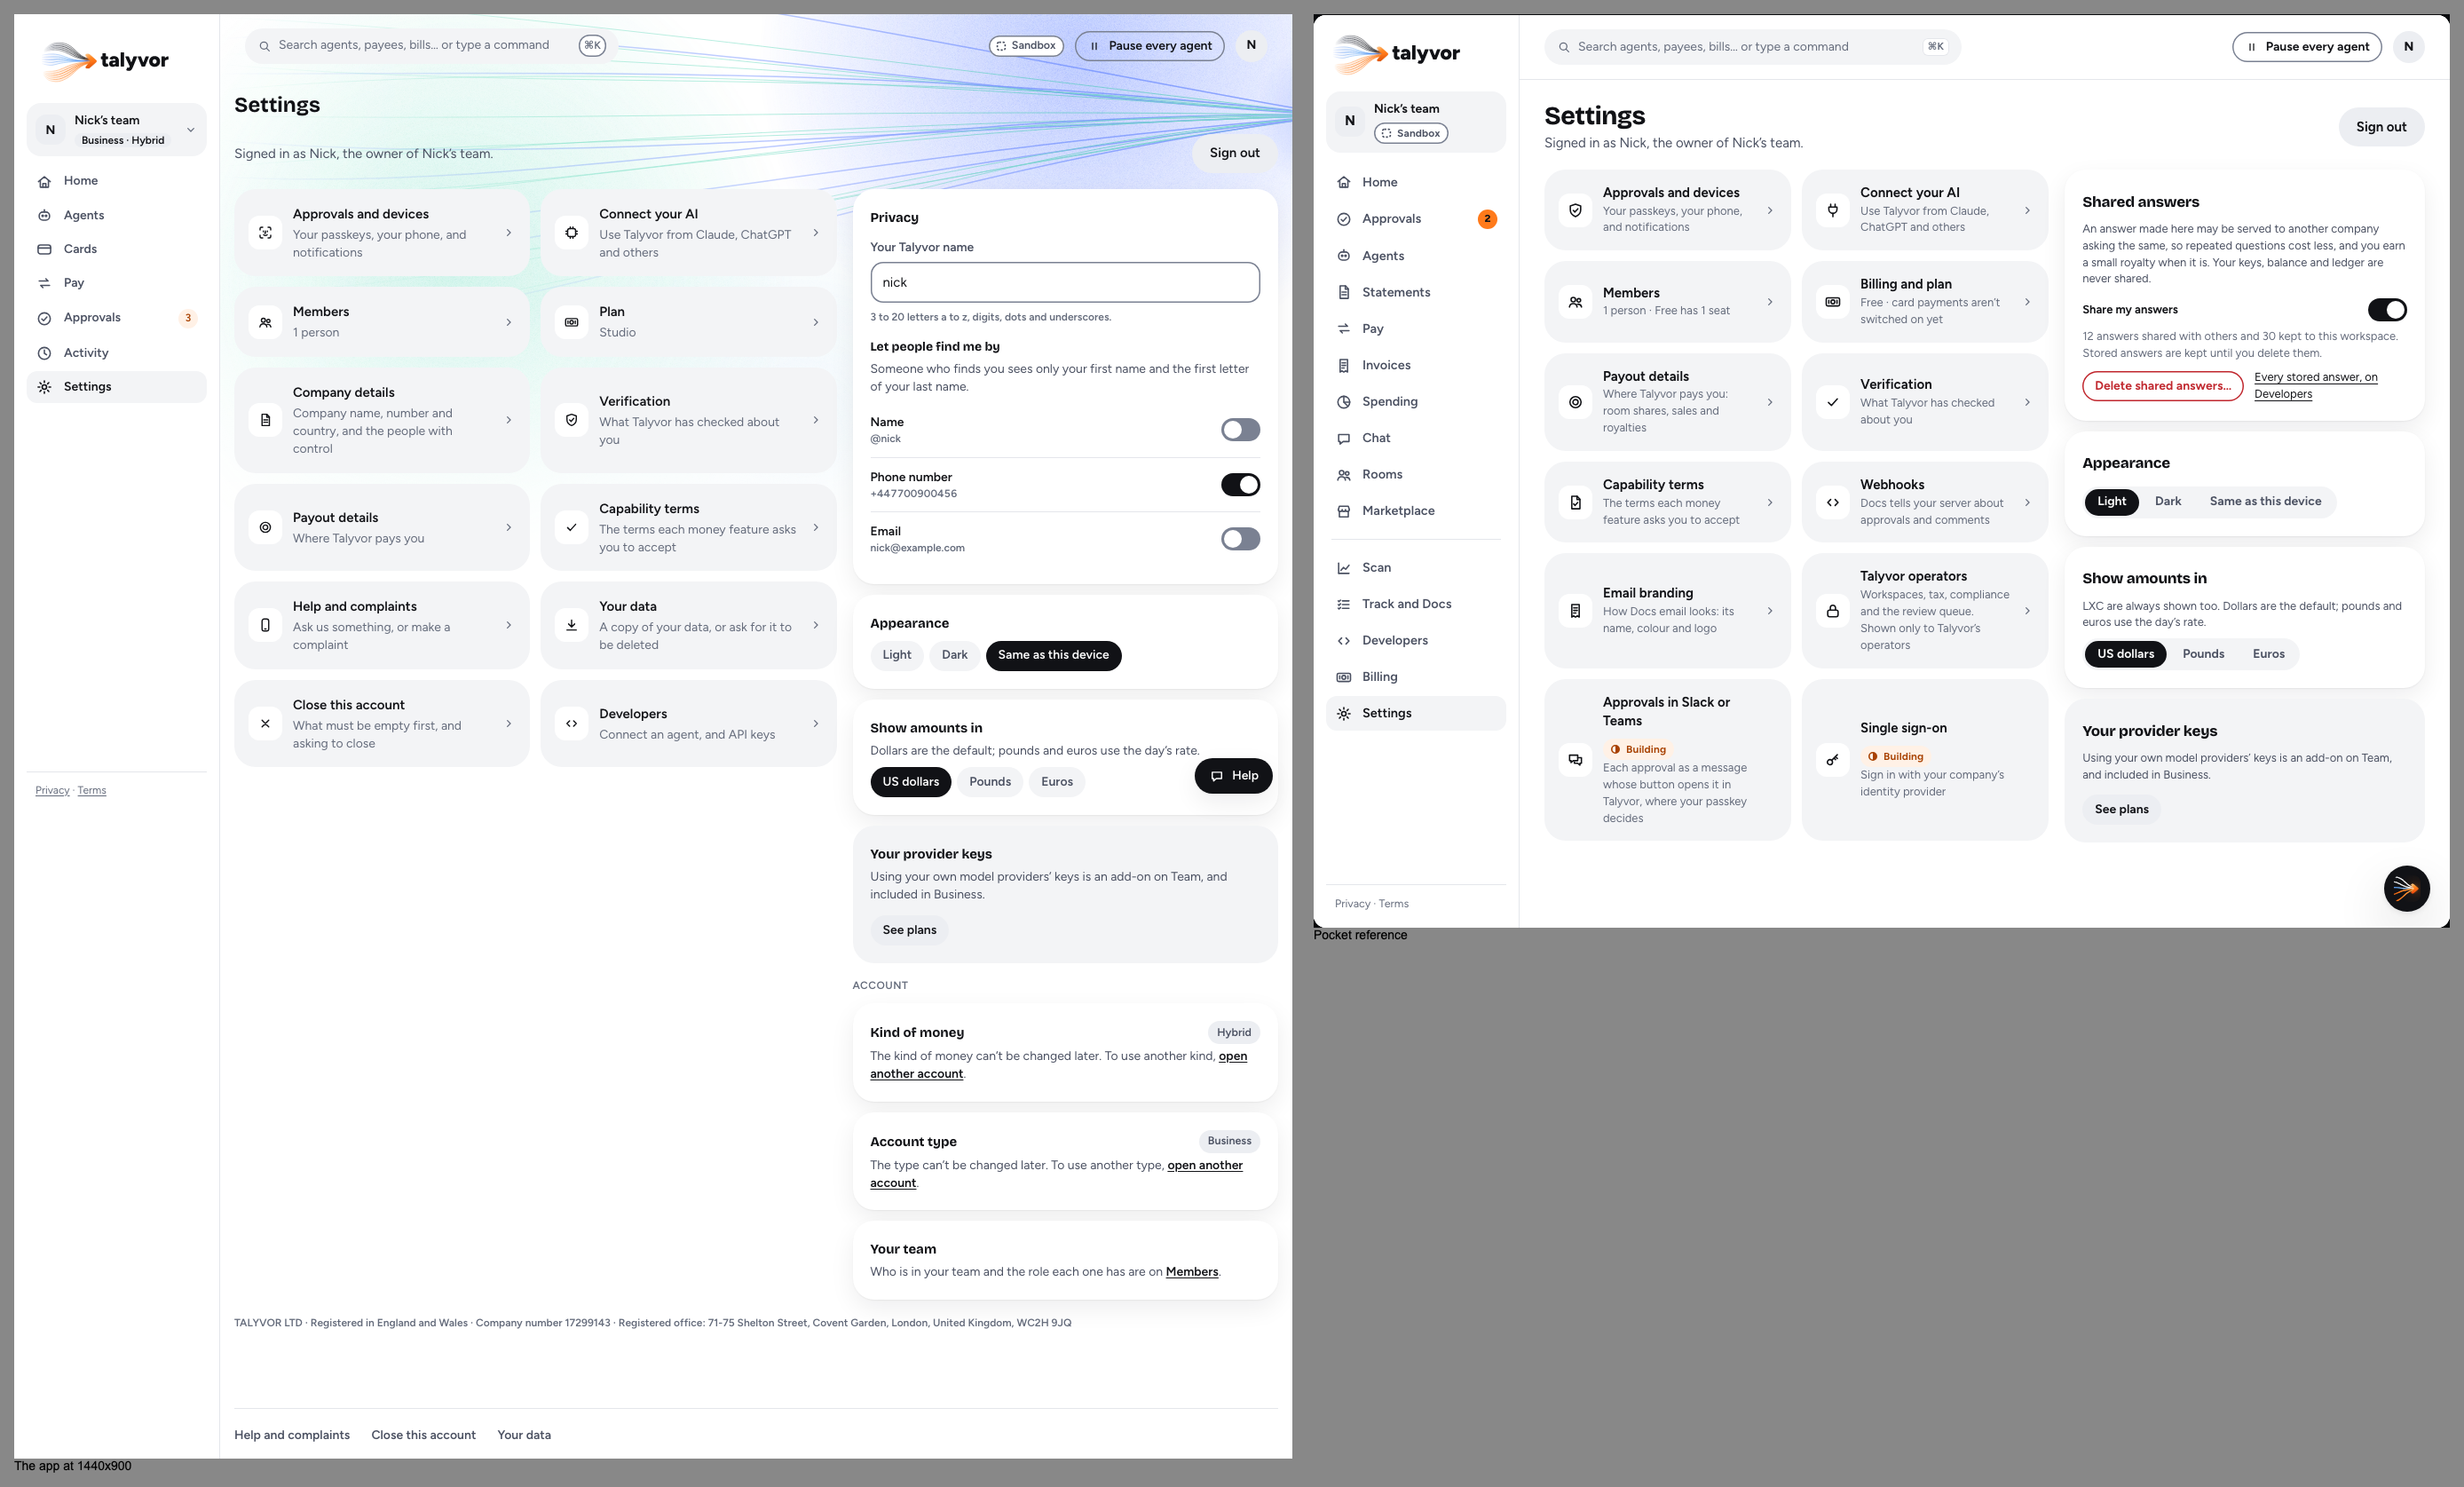 talyvor
N
Nick's team
Business · Hybrid
Home
Agents
Cards
Pay
Approvals
3
Activity
Settings
Privacy · Terms
Search agents, payees, bills... or type a command
⌘K
Sandbox
Pause every agent
N
Settings
Signed in as Nick, the owner of Nick's team.
Sign out
Approvals and devices
Your passkeys, your phone, and
notifications
Connect your AI
Use Talyvor from Claude, ChatGPT
and others
Members
1 person
Plan
Studio
Company details
Company name, number and
country, and the people with
control
Verification
What Talyvor has checked about
you
Payout details
Where Talyvor pays you
Capability terms
The terms each money feature asks
you to accept
Help and complaints
Ask us something, or make a
complaint
Your data
A copy of your data, or ask for it to
be deleted
Close this account
What must be empty first, and
asking to close
Developers
Connect an agent, and API keys
Privacy
Your Talyvor name
nick
3 to 20 letters a to z, digits, dots and underscores.
Let people find me by
Someone who finds you sees only your first name and the first letter
of your last name.
Name
@nick
Phone number
+447700900456
Email
nick@example.com
Appearance
Light
Dark
Same as this device
Show amounts in
Dollars are the default; pounds and euros use the day's rate.
US dollars
Pounds
Euros
Help
Your provider keys
Using your own model providers' keys is an add-on on Team, and
included in Business.
See plans
ACCOUNT
Kind of money
Hybrid
The kind of money can't be changed later. To use another kind, open
another account.
Account type
Business
The type can't be changed later. To use another type, open another
account.
Your team
Who is in your team and the role each one has are on Members.
TALYVOR LTD · Registered in England and Wales · Company number 17299143 · Registered office: 71-75 Shelton Street, Covent Garden, London, United Kingdom, WC2H 9JQ
Help and complaints
Close this account
Your data
The app at 1440x900
talyvor
N
Nick's team
Sandbox
Home
Approvals
2
Agents
Statements
Pay
Invoices
Spending
Chat
Rooms
Marketplace
Scan
Track and Docs
Developers
Billing
Settings
Privacy · Terms
Search agents, payees, bills... or type a command
⌘K
Pause every agent
N
Settings
Signed in as Nick, the owner of Nick's team.
Sign out
Approvals and devices
Your passkeys, your phone,
and notifications
Connect your AI
Use Talyvor from Claude,
ChatGPT and others
Members
1 person · Free has 1 seat
Billing and plan
Free · card payments aren't
switched on yet
Payout details
Where Talyvor pays you:
room shares, sales and
royalties
Verification
What Talyvor has checked
about you
Capability terms
The terms each money
feature asks you to accept
Webhooks
Docs tells your server about
approvals and comments
Email branding
How Docs email looks: its
name, colour and logo
Talyvor operators
Workspaces, tax, compliance
and the review queue.
Shown only to Talyvor's
operators
Approvals in Slack or
Teams
Building
Each approval as a message
whose button opens it in
Talyvor, where your passkey
decides
Single sign-on
Building
Sign in with your company's
identity provider
Shared answers
An answer made here may be served to another company
asking the same, so repeated questions cost less, and you earn
a small royalty when it is. Your keys, balance and ledger are
never shared.
Share my answers
12 answers shared with others and 30 kept to this workspace.
Stored answers are kept until you delete them.
Delete shared answers...
Every stored answer, on
Developers
Appearance
Light
Dark
Same as this device
Show amounts in
LXC are always shown too. Dollars are the default; pounds and
euros use the day's rate.
US dollars
Pounds
Euros
Your provider keys
Using your own model providers' keys is an add-on on Team,
and included in Business.
See plans
Pocket reference